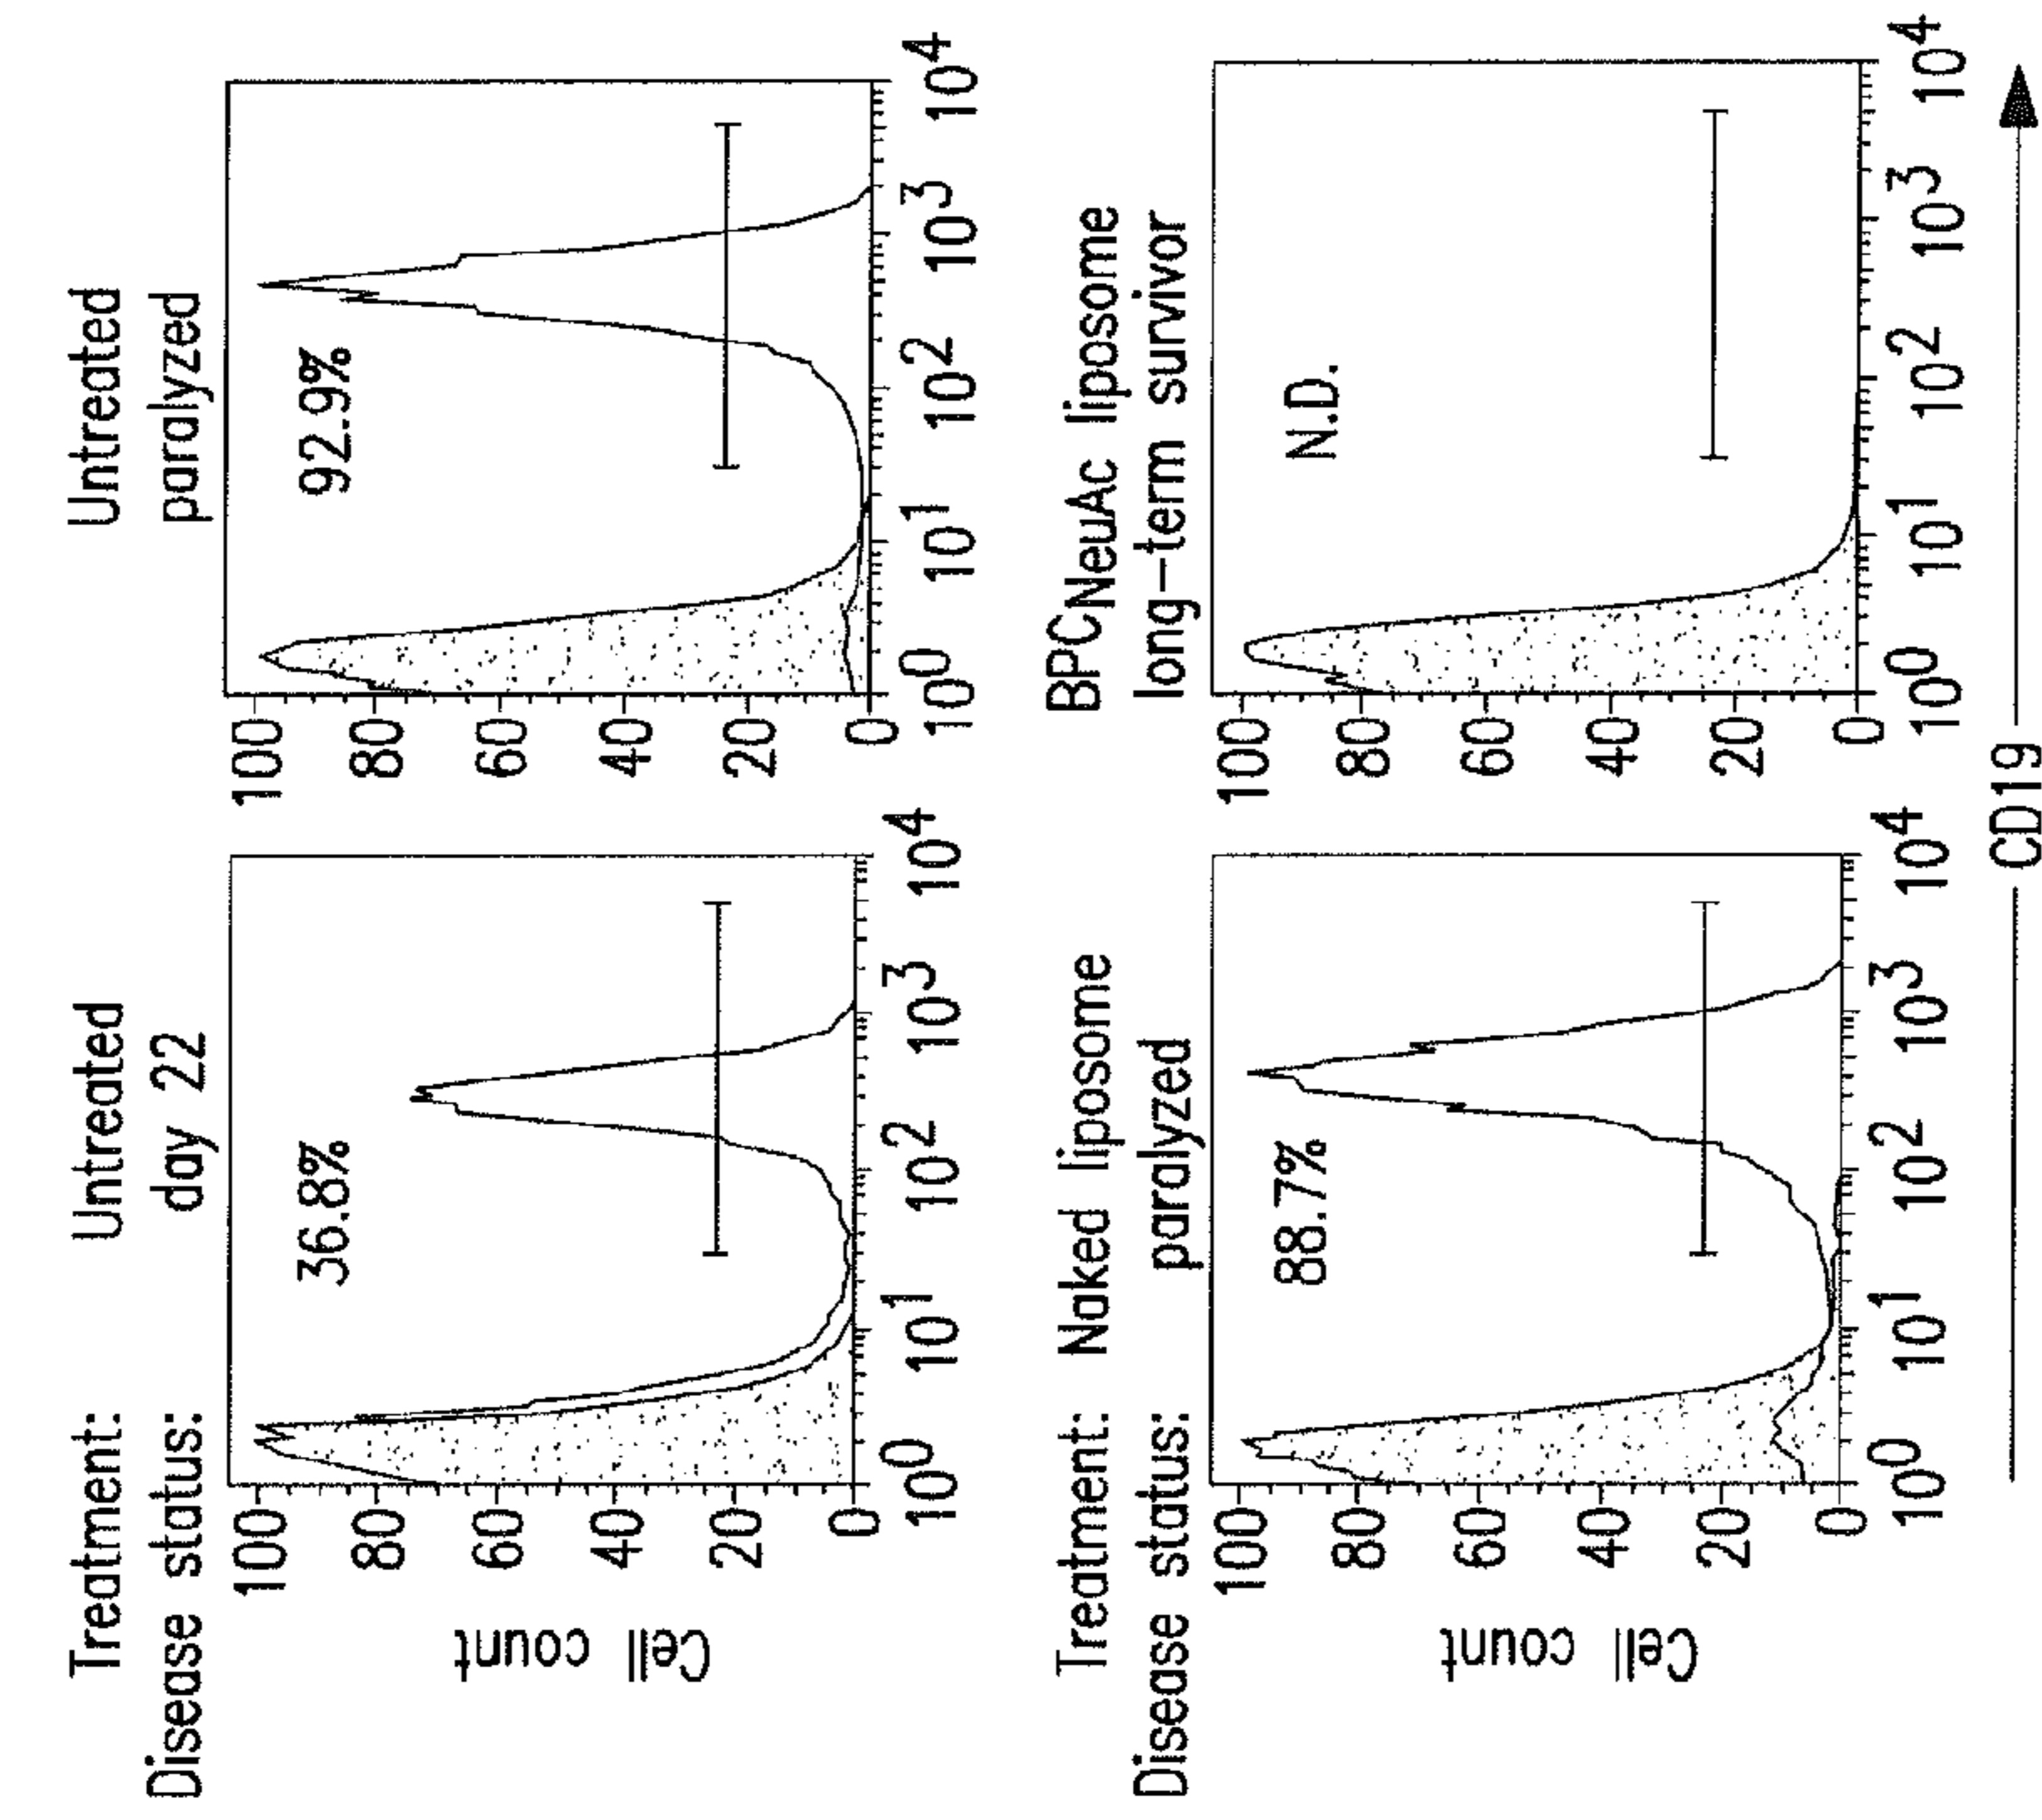 Treatment: Untreated Untreated
Disease status: day 22 paralyzed
36.8%
92.9%
Cell count
100
80
60
40
20
0
10^0 10^1 10^2 10^3 10^4
100
80
60
40
20
0
10^0 10^1 10^2 10^3 10^4
Treatment: Naked liposome BPCNeuAc liposome
Disease status: paralyzed long-term survivor
88.7%
N.D.
Cell count
100
80
60
40
20
0
10^0 10^1 10^2 10^3 10^4
100
80
60
40
20
0
10^0 10^1 10^2 10^3 10^4
CD19